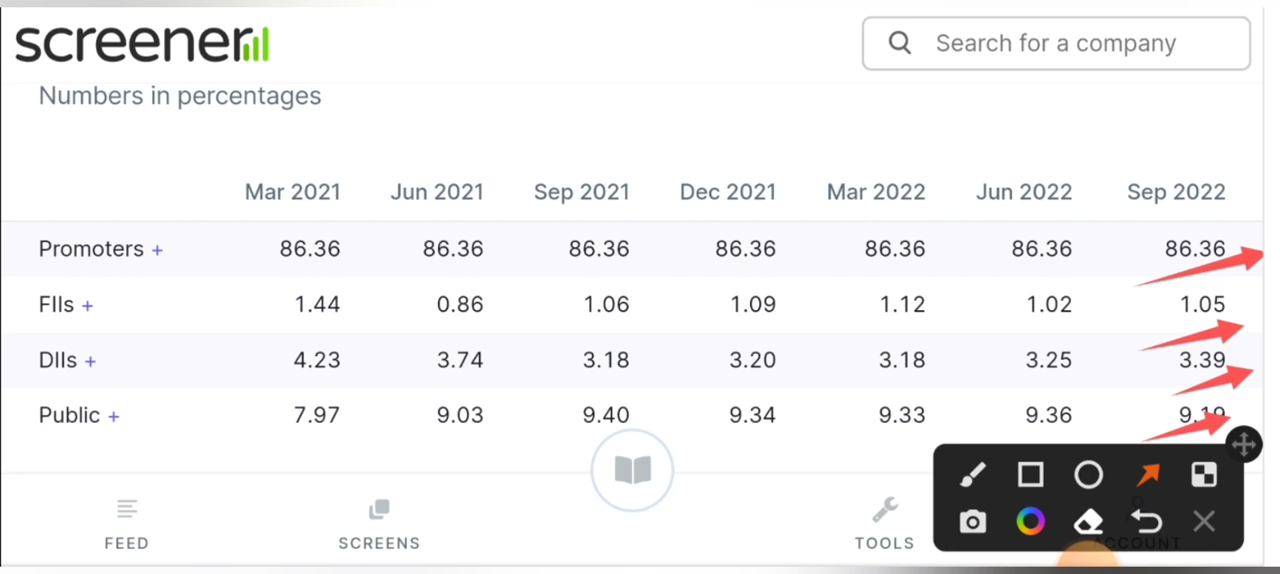 screener
Search for a company
Numbers in percentages
Mar 2021 Jun 2021 Sep 2021 Dec 2021 Mar 2022 Jun 2022 Sep 2022
Promoters + 86.36 86.36 86.36 86.36 86.36 86.36 86.36
FIIs + 1.44 0.86 1.06 1.09 1.12 1.02 1.05
DIIs + 4.23 3.74 3.18 3.20 3.18 3.25 3.39
Public + 7.97 9.03 9.40 9.34 9.33 9.36 9.19
FEED SCREENS TOOLS ACCOUNT